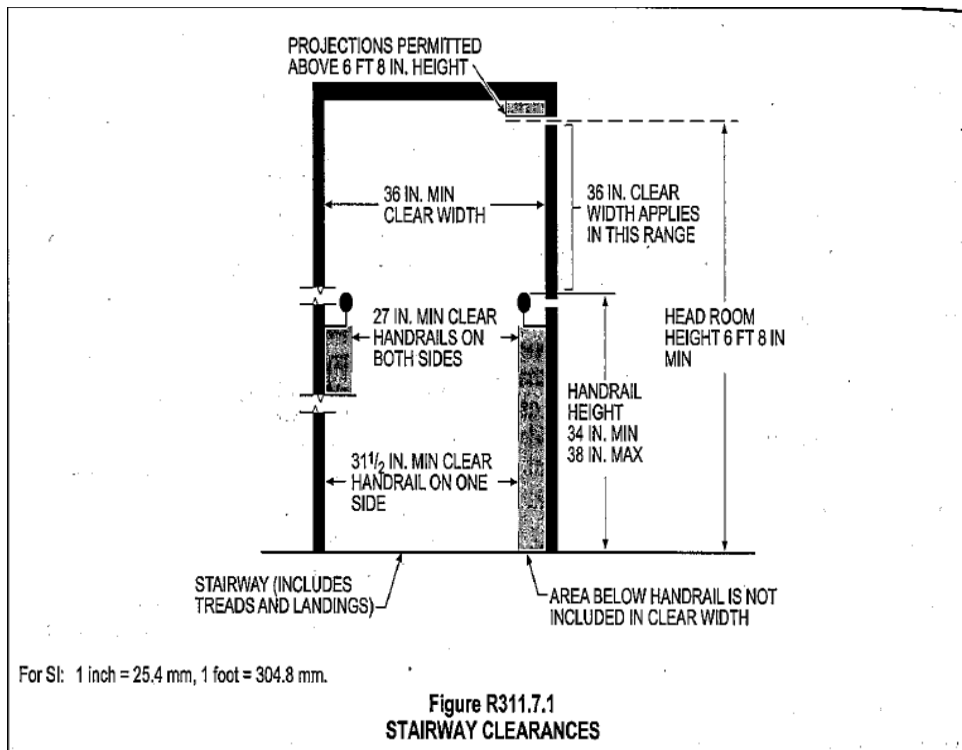 PROJECTIONS PERMITTED
ABOVE 6 FT 8 IN. HEIGHT
36 IN. MIN
CLEAR WIDTH
36 IN. CLEAR
WIDTH APPLIES
IN THIS RANGE
27 IN. MIN CLEAR
HANDRAILS ON
BOTH SIDES
HEAD ROOM
HEIGHT 6 FT 8 IN
MIN
HANDRAIL
HEIGHT
34 IN. MIN
38 IN. MAX
31 1/2 IN. MIN CLEAR
HANDRAIL ON ONE
SIDE
STAIRWAY (INCLUDES
TREADS AND LANDINGS)
AREA BELOW HANDRAIL IS NOT
INCLUDED IN CLEAR WIDTH
For SI: 1 inch = 25.4 mm, 1 foot = 304.8 mm.
Figure R311.7.1
STAIRWAY CLEARANCES